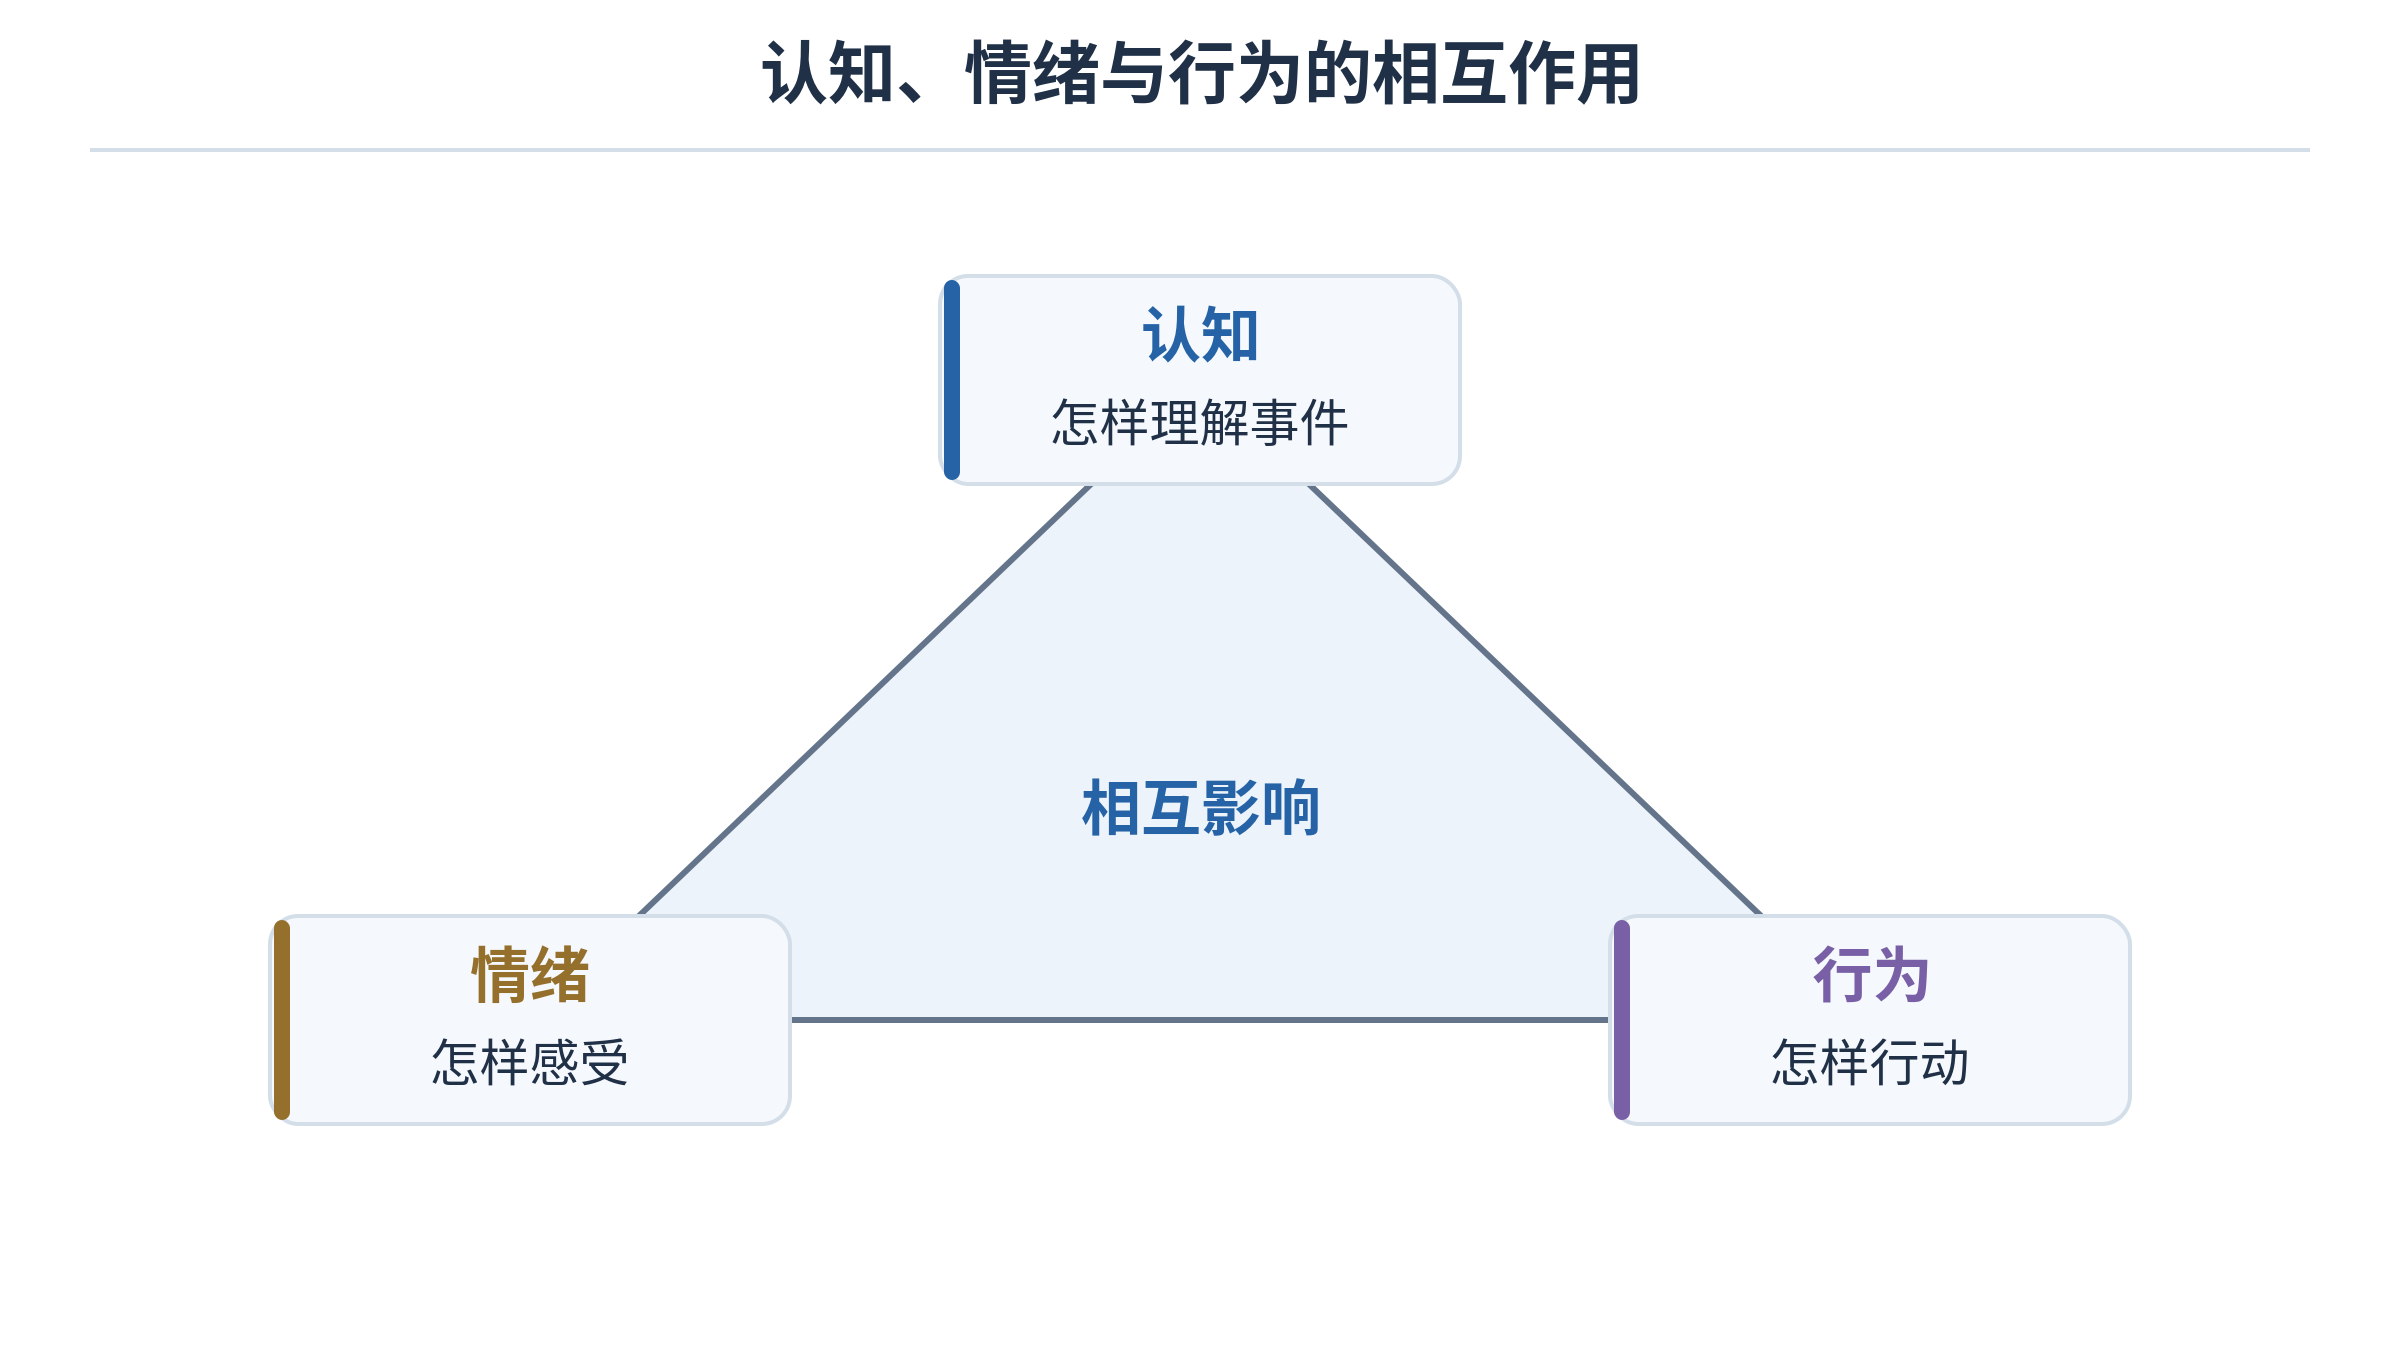 认知、情绪与行为的相互作用
认知
怎样理解事件
相互影响
情绪
怎样感受
行为
怎样行动